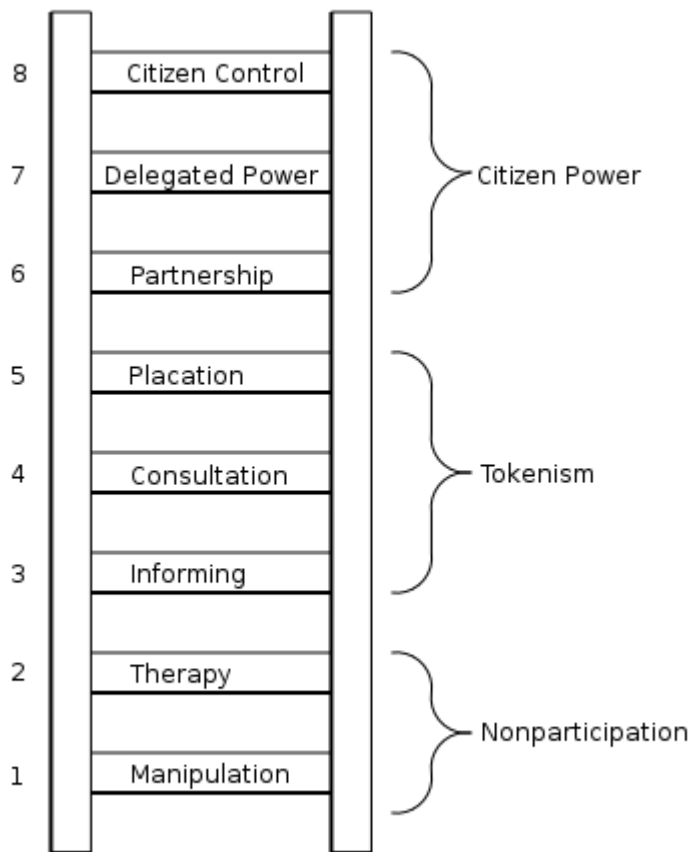 8 Citizen Control
7 Delegated Power Citizen Power
6 Partnership
5 Placation
4 Consultation Tokenism
3 Informing
2 Therapy
Nonparticipation
1 Manipulation